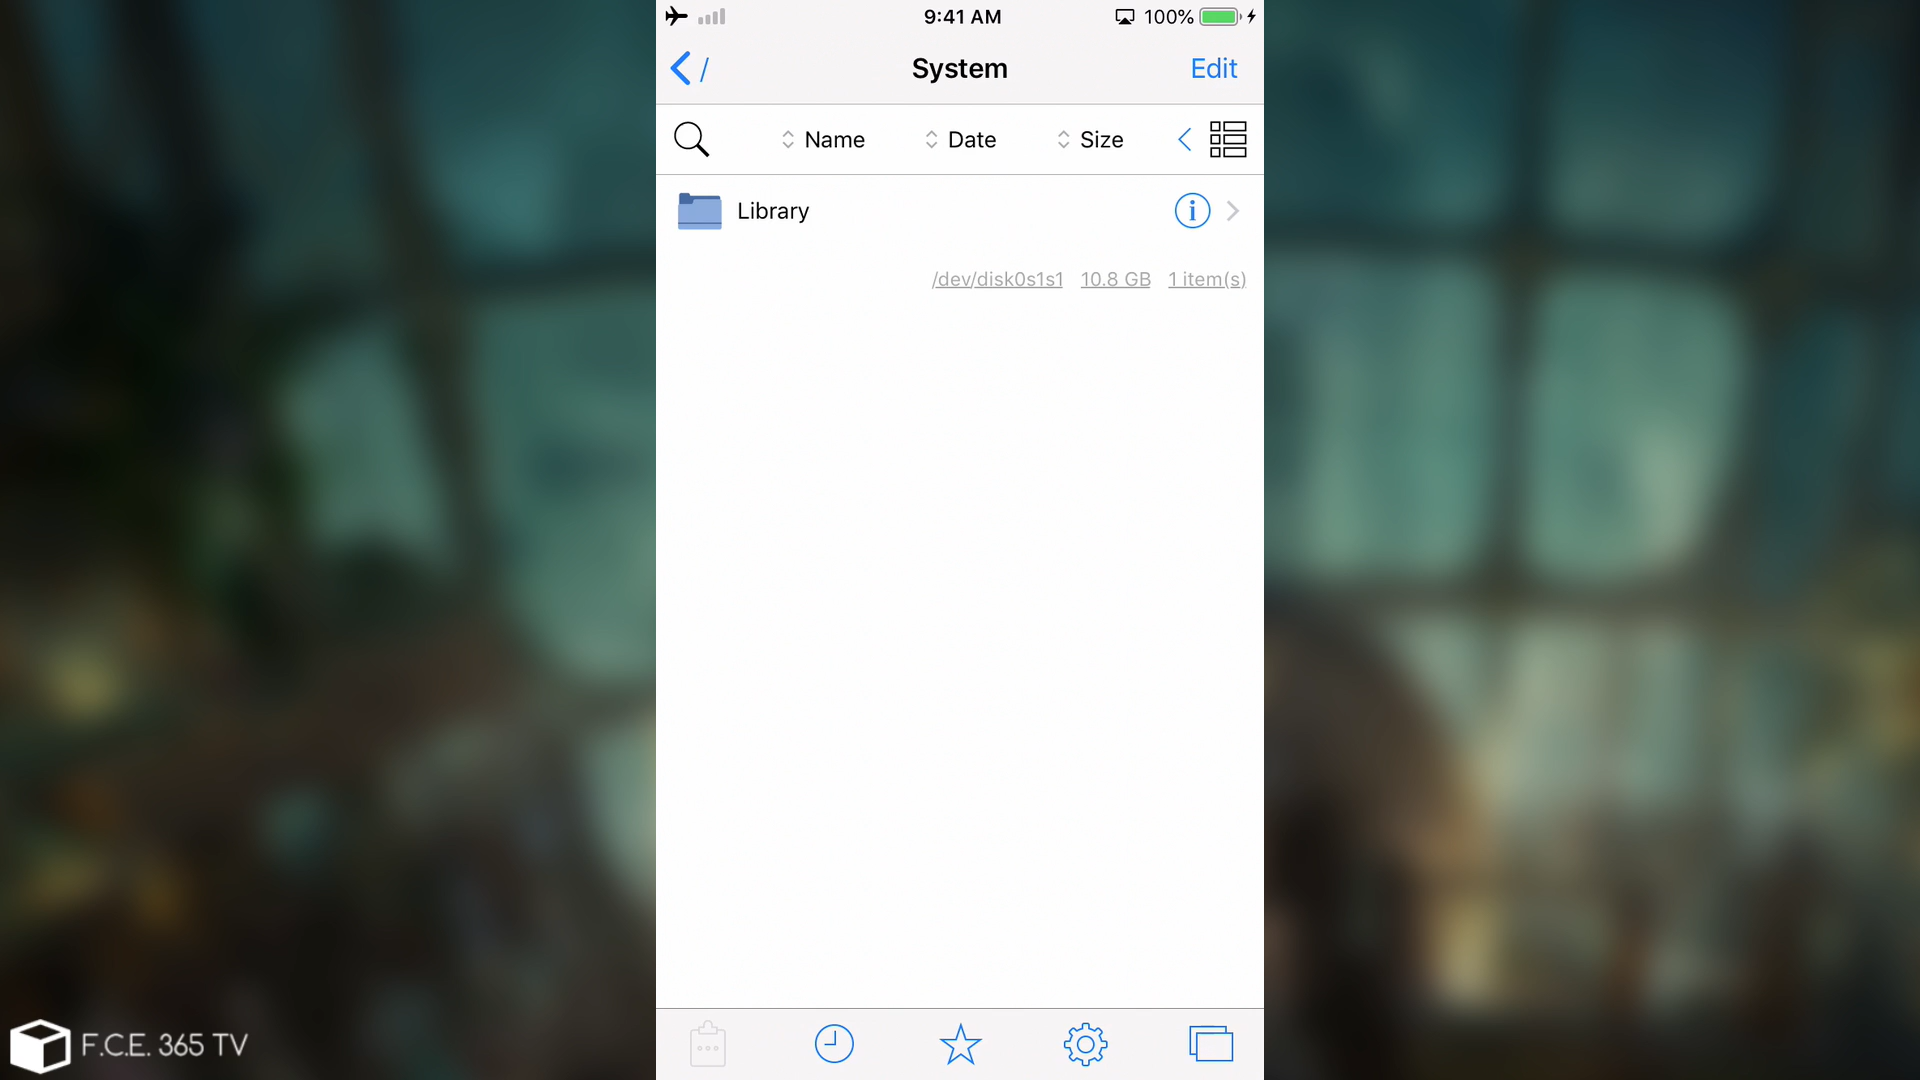 9:41 AM 100%
/ System Edit
Name Date Size
Library
/dev/disk0s1s1 10.8 GB 1 item(s)
F.C.E. 365 TV